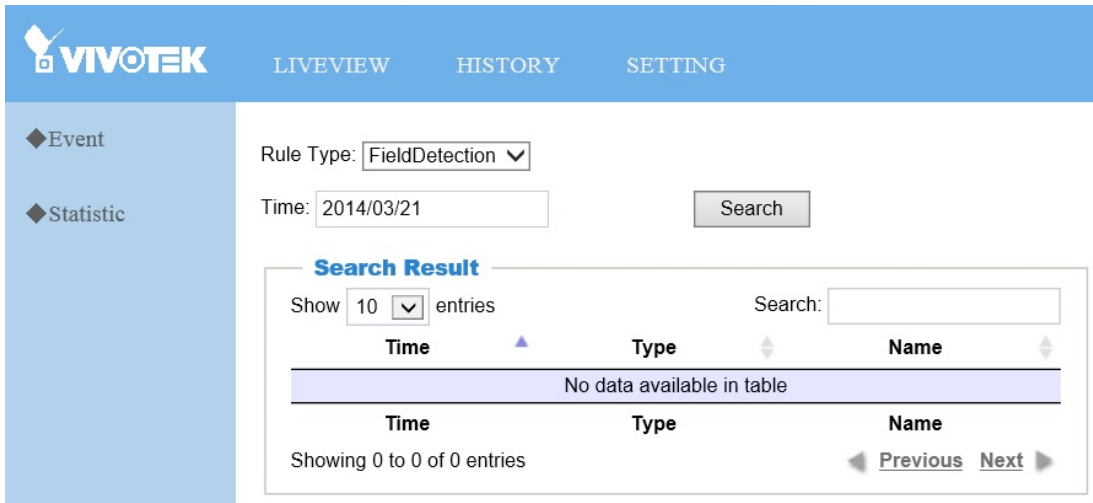 VIVOTEK
LIVEVIEW HISTORY SETTING
Event
Statistic
Rule Type: FieldDetection
Time: 2014/03/21 Search
Search Result
Show 10 entries Search:
Time Type Name
No data available in table
Time Type Name
Showing 0 to 0 of 0 entries Previous Next